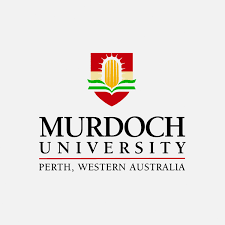 MURDOCH
UNIVERSITY
PERTH, WESTERN AUSTRALIA